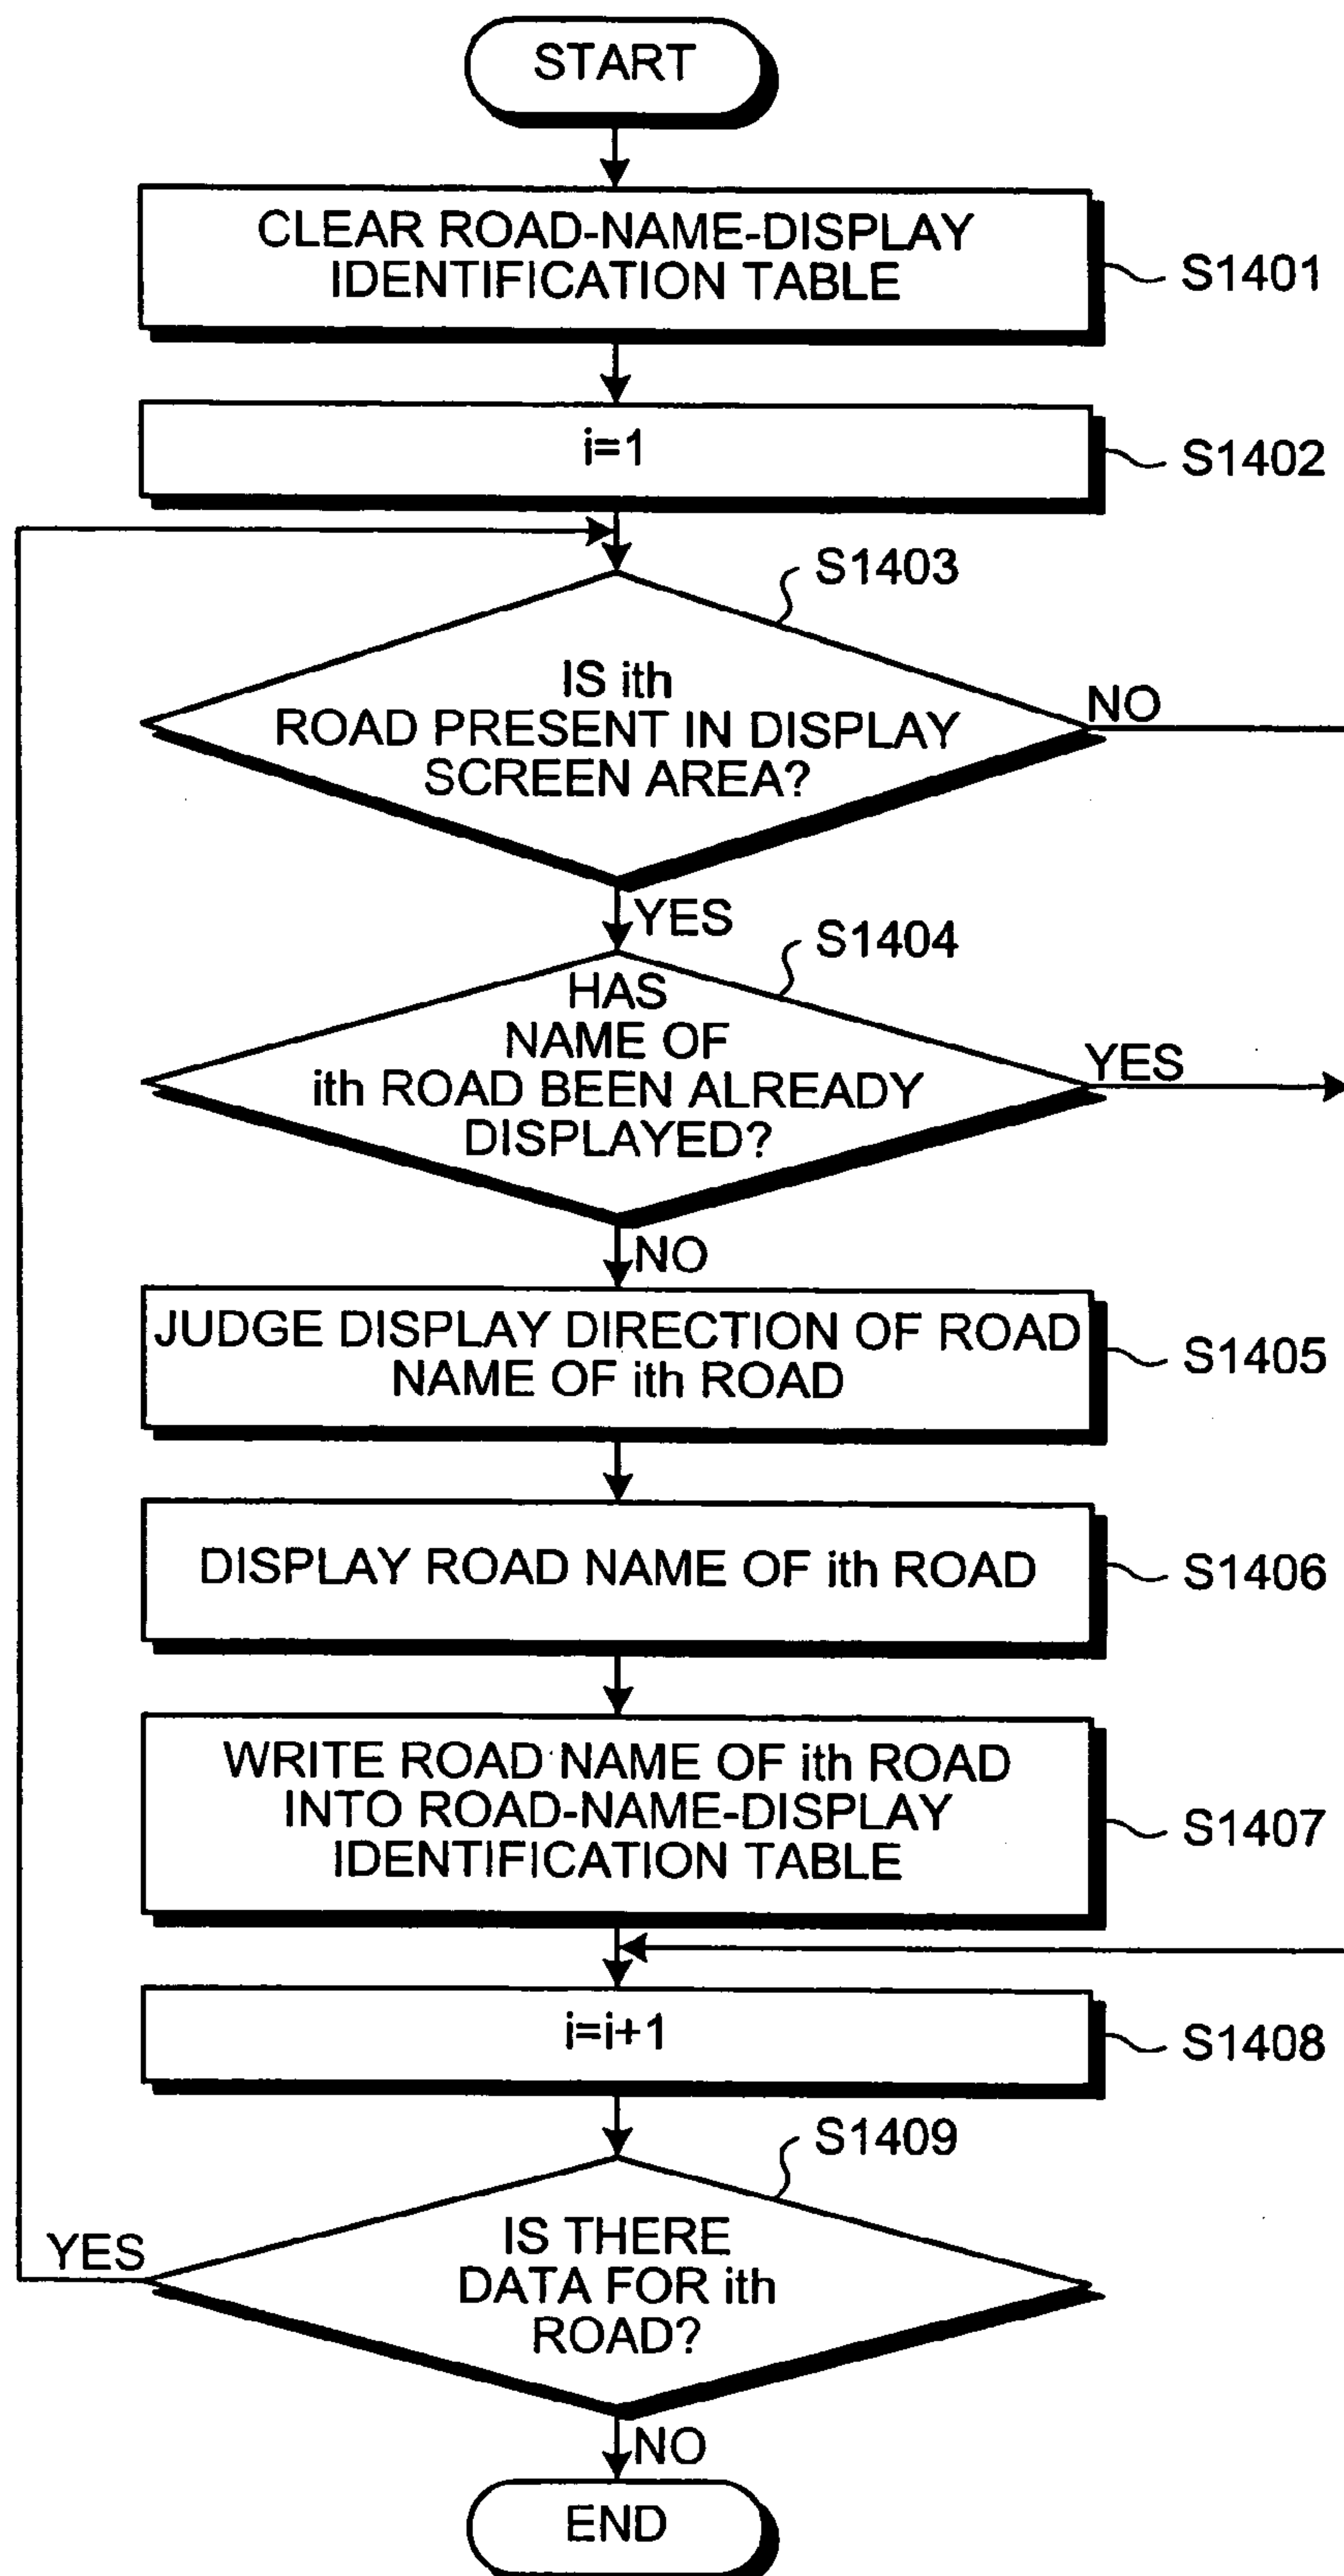 START
CLEAR ROAD-NAME-DISPLAY
IDENTIFICATION TABLE
S1401
i=1
S1402
S1403
IS ith
ROAD PRESENT IN DISPLAY
SCREEN AREA?
NO
YES
S1404
HAS
NAME OF
ith ROAD BEEN ALREADY
DISPLAYED?
YES
NO
JUDGE DISPLAY DIRECTION OF ROAD
NAME OF ith ROAD
S1405
DISPLAY ROAD NAME OF ith ROAD
S1406
WRITE ROAD NAME OF ith ROAD
INTO ROAD-NAME-DISPLAY
IDENTIFICATION TABLE
S1407
i=i+1
S1408
S1409
IS THERE
DATA FOR ith
ROAD?
YES
NO
END